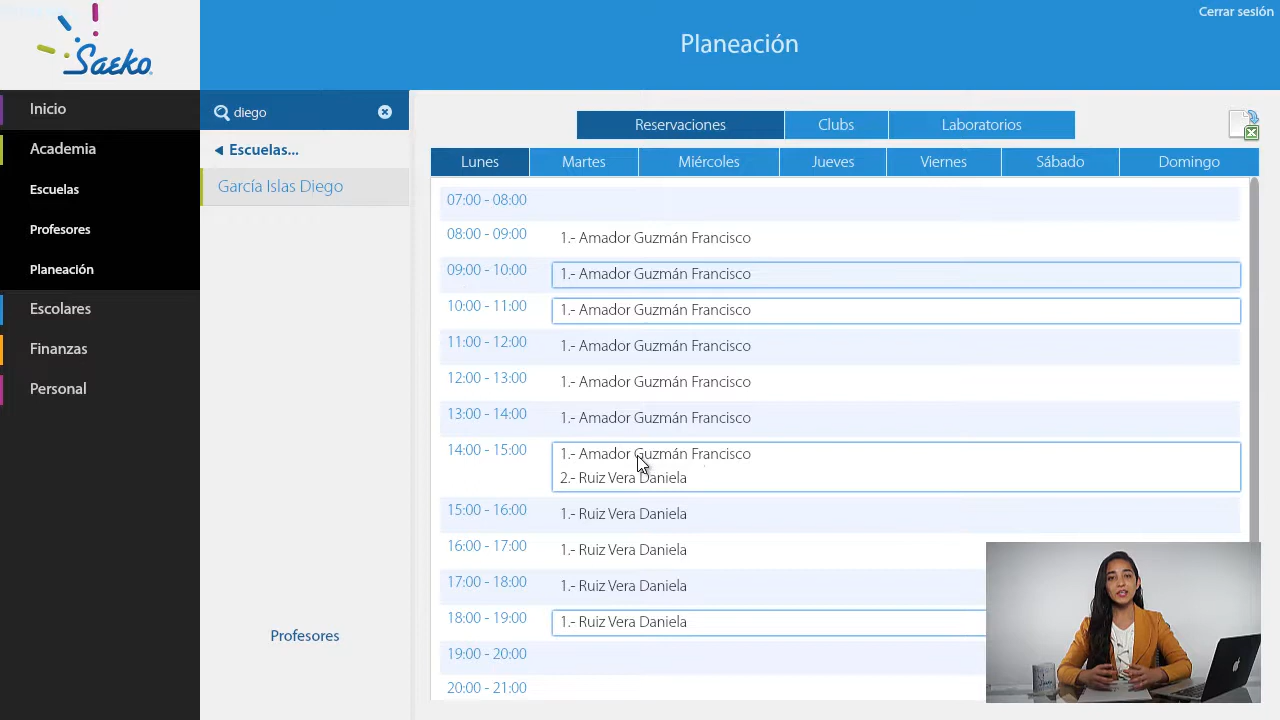 Saeko
Planeación
Cerrar sesión
Inicio
Academia
Escuelas
Profesores
Planeación
Escolares
Finanzas
Personal
diego
Escuelas...
García Islas Diego
Profesores
Reservaciones
Clubs
Laboratorios
Lunes
Martes
Miércoles
Jueves
Viernes
Sábado
Domingo
07:00 - 08:00
08:00 - 09:00
1.- Amador Guzmán Francisco
09:00 - 10:00
1.- Amador Guzmán Francisco
10:00 - 11:00
1.- Amador Guzmán Francisco
11:00 - 12:00
1.- Amador Guzmán Francisco
12:00 - 13:00
1.- Amador Guzmán Francisco
13:00 - 14:00
1.- Amador Guzmán Francisco
14:00 - 15:00
1.- Amador Guzmán Francisco
2.- Ruiz Vera Daniela
15:00 - 16:00
1.- Ruiz Vera Daniela
16:00 - 17:00
1.- Ruiz Vera Daniela
17:00 - 18:00
1.- Ruiz Vera Daniela
18:00 - 19:00
1.- Ruiz Vera Daniela
19:00 - 20:00
20:00 - 21:00
Saeko